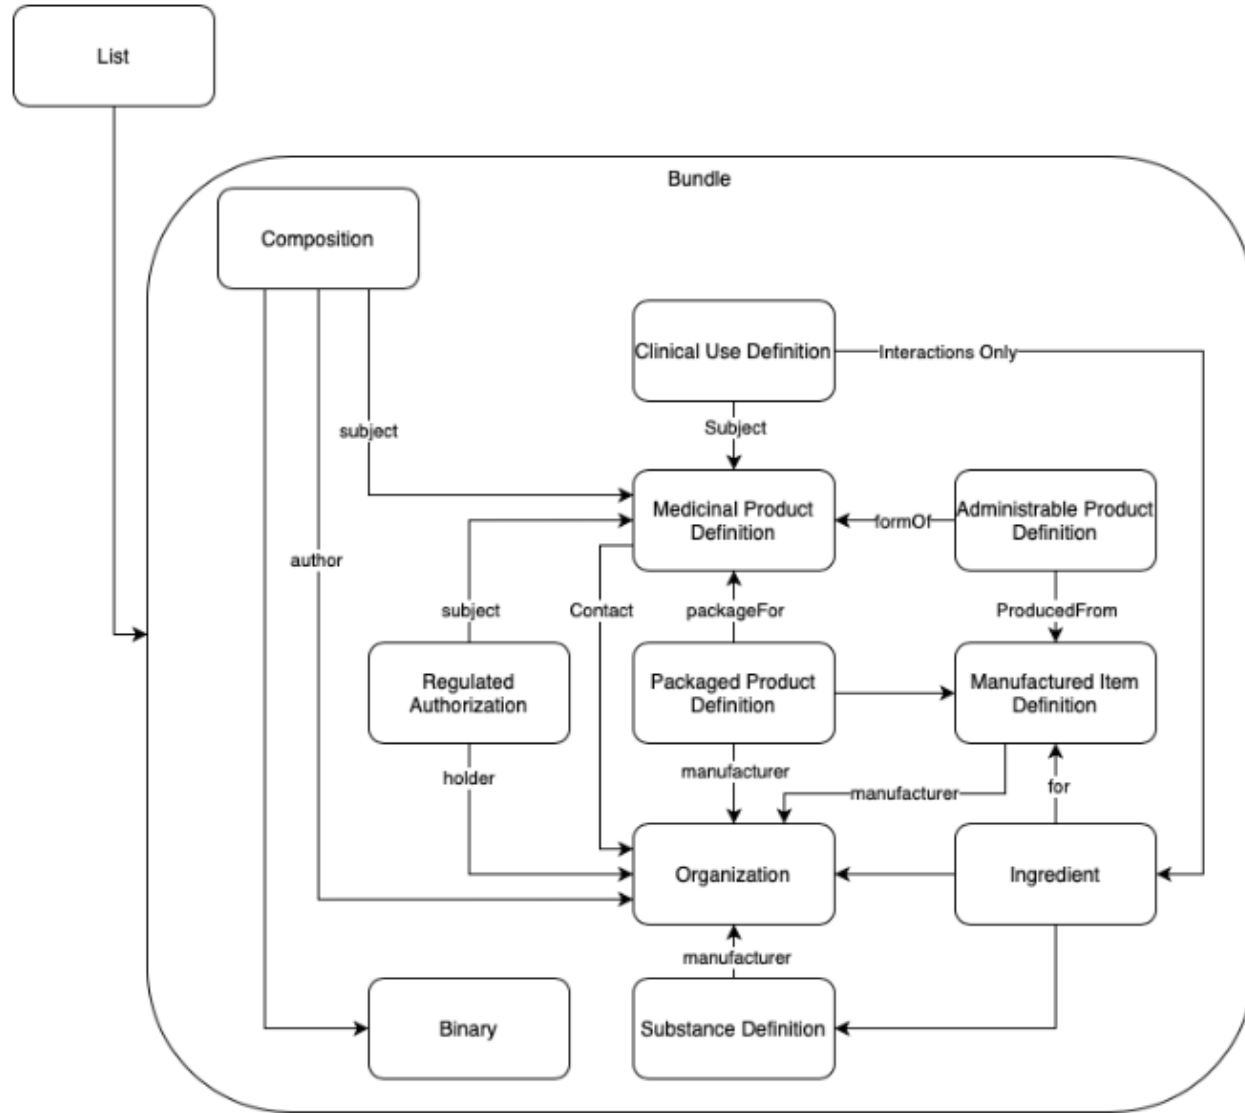 List
Bundle
Composition
Clinical Use Definition
Interactions Only
subject
Subject
Medicinal Product
Definition
formOf
Administrable Product
Definition
author
subject
Contact
packageFor
ProducedFrom
Regulated
Authorization
Packaged Product
Definition
Manufactured Item
Definition
holder
manufacturer
manufacturer
for
Organization
Ingredient
manufacturer
Binary
Substance Definition